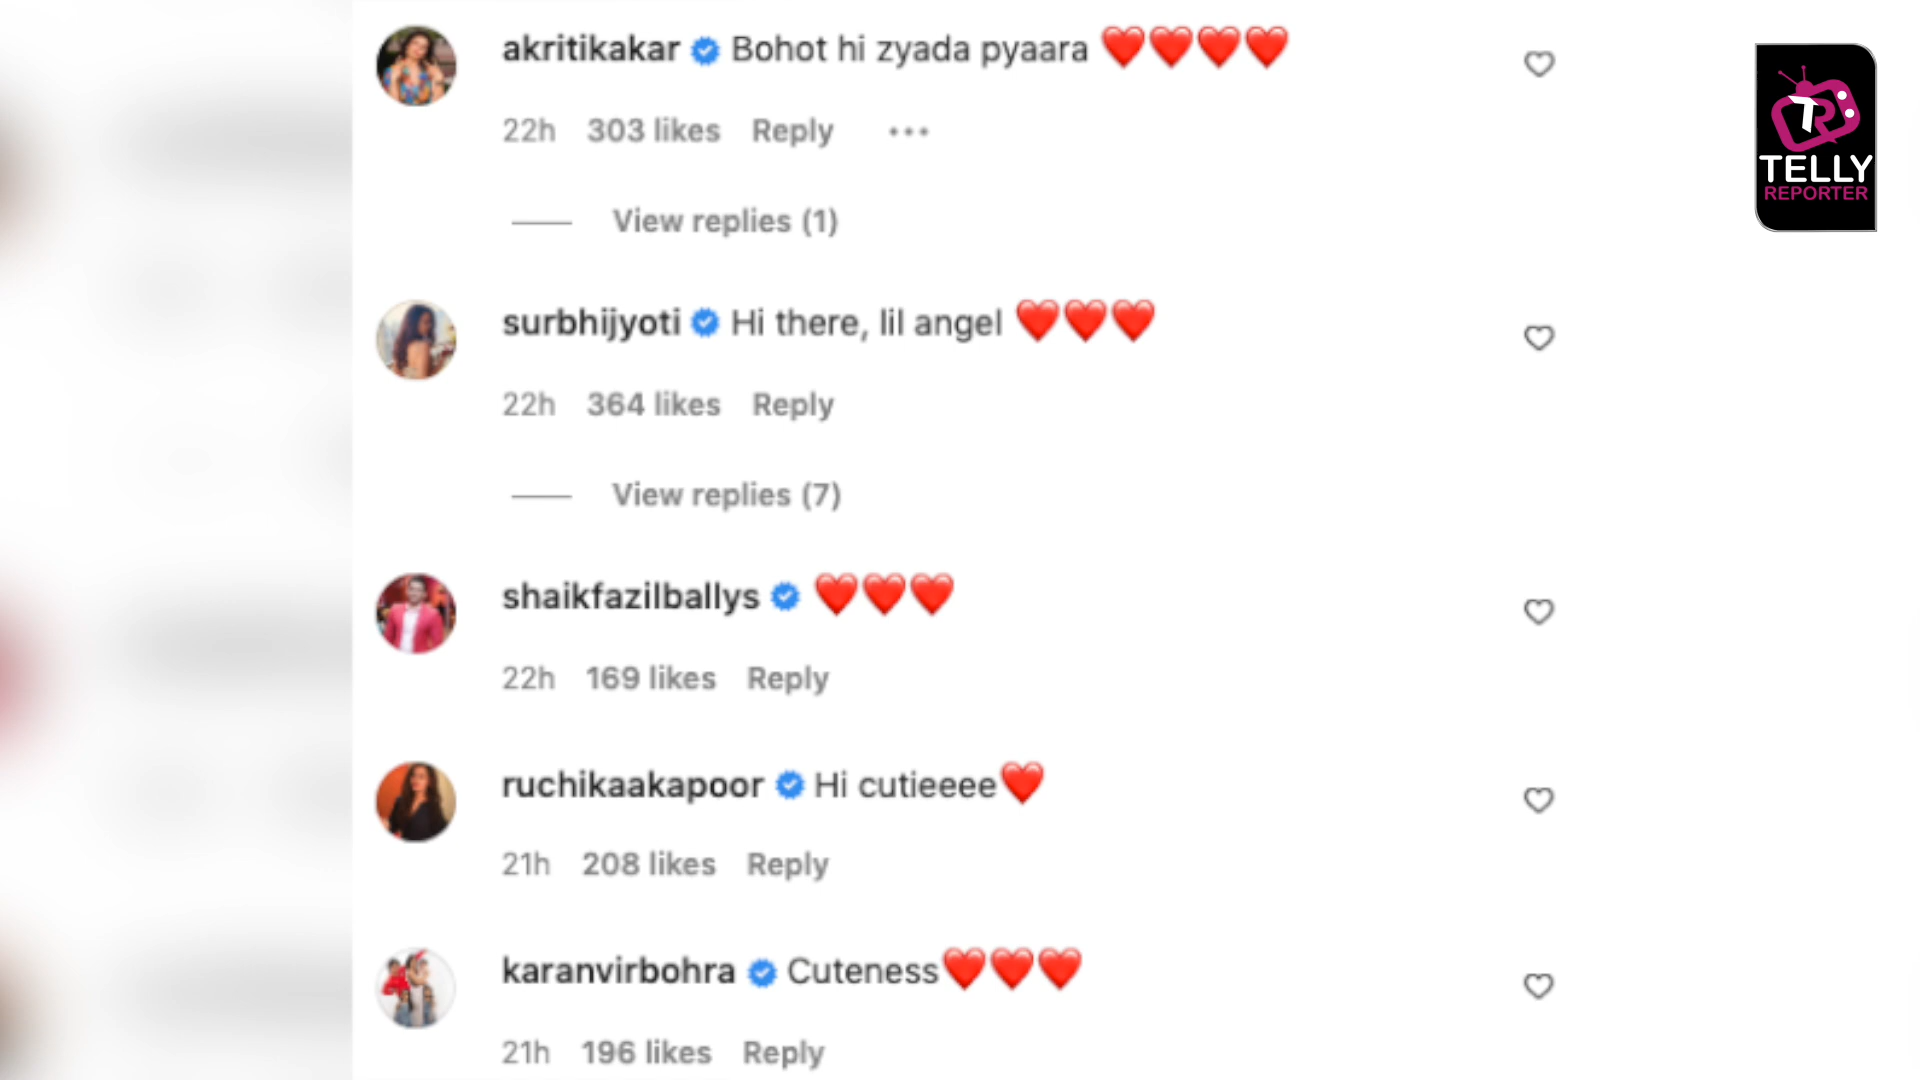 akritikakar Bohot hi zyada pyaara ❤️❤️❤️❤️
22h 303 likes Reply •••
View replies (1)
surbhijyoti Hi there, lil angel ❤️❤️❤️
22h 364 likes Reply
View replies (7)
shaikfazilballys ❤️❤️❤️
22h 169 likes Reply
ruchikaakapoor Hi cutieeee❤️
21h 208 likes Reply
karanvirbohra Cuteness❤️❤️❤️
21h 196 likes Reply
TR
TELLY
REPORTER